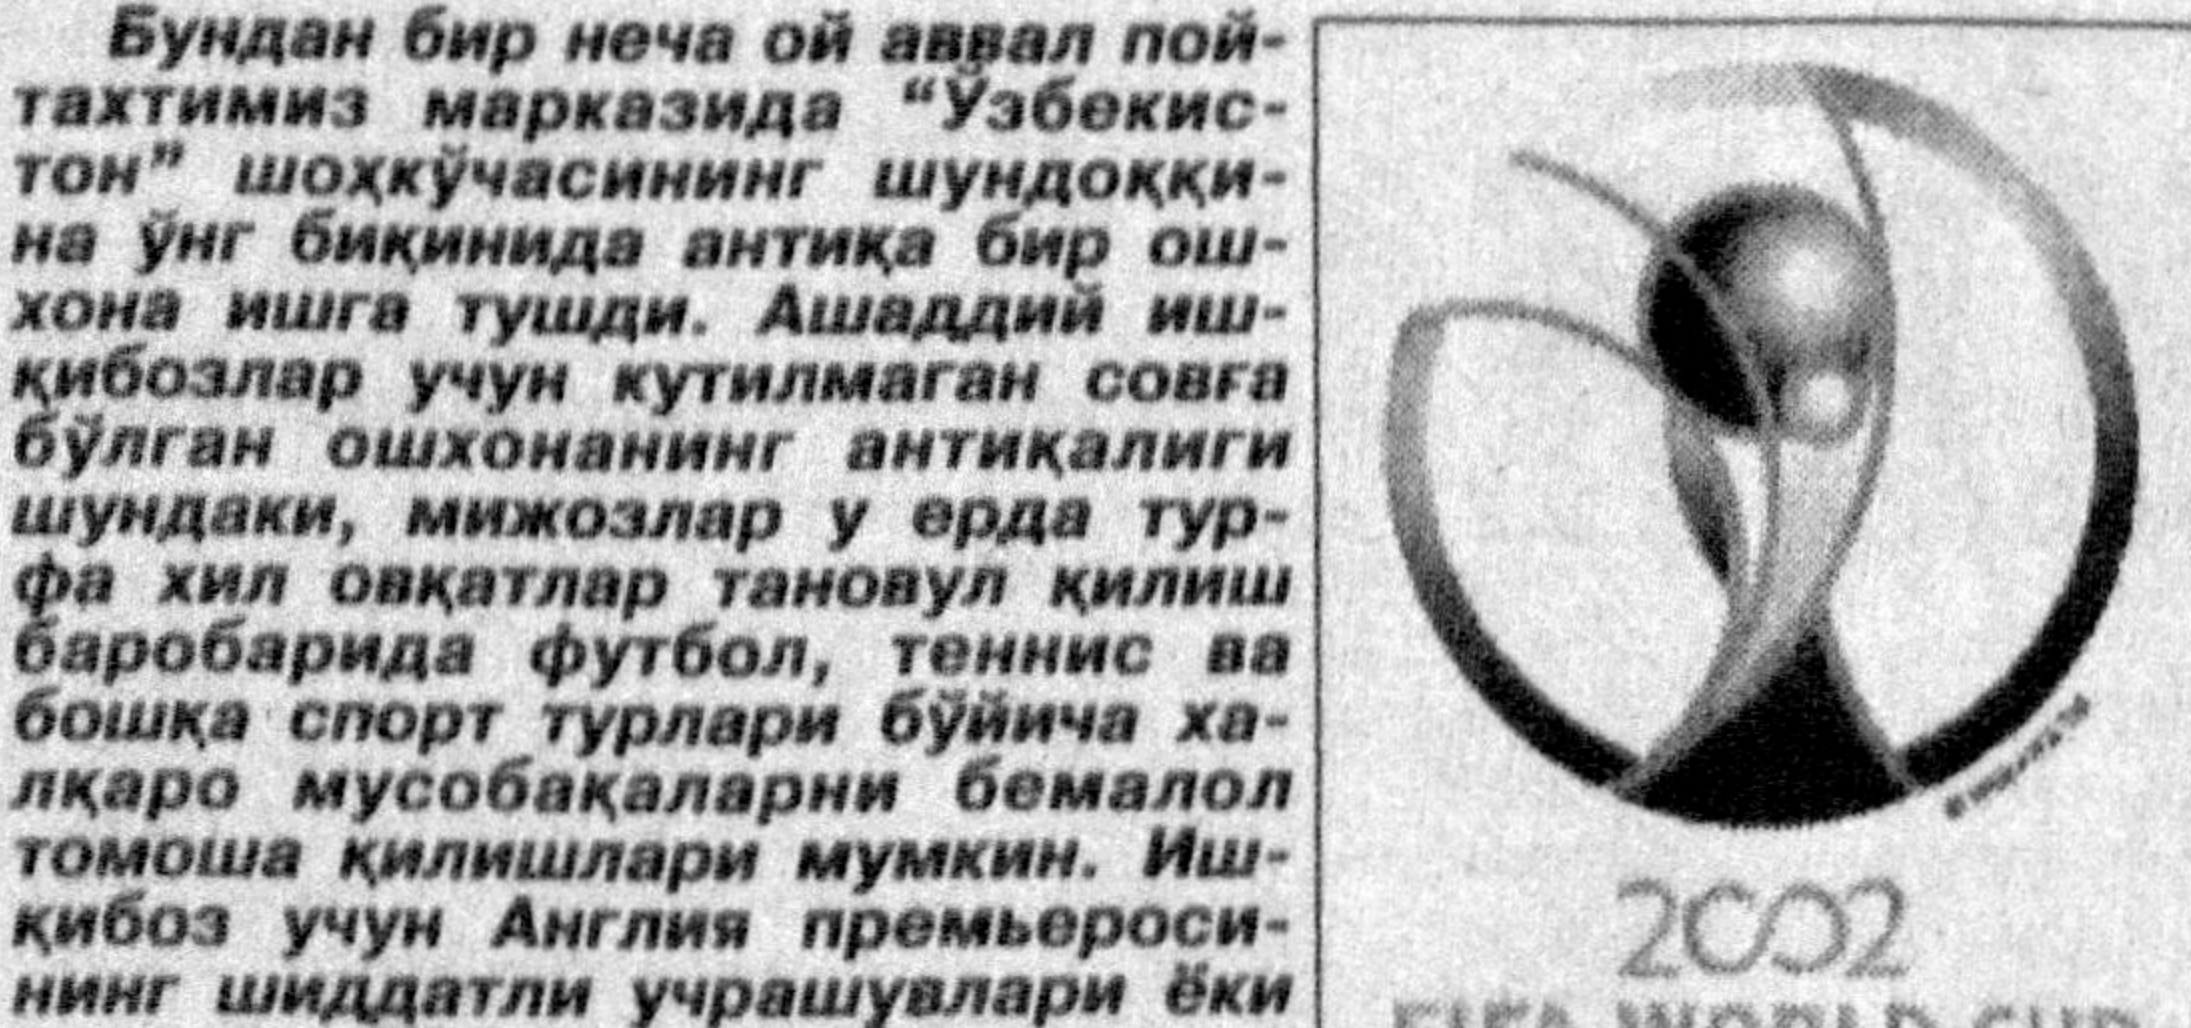 Бундан бир неча ой аввал пой-
тахтимиз марказида “Ўзбекис-
тон” шоҳкўчасининг шундоққи-
на ўнг биқинида антиқа бир ош-
хона ишга тушди. Ашаддий иш-
қибозлар учун кутилмаган совға
бўлган ошхонанинг антиқалиги
шундаки, мижозлар у ерда тур-
фа хил овқатлар тановул қилиш
баробарида футбол, теннис ва
бошқа спорт турлари бўйича ха-
лқаро мусобақаларни бемалол
томоша қилишлари мумкин. Иш-
қибоз учун Англия премьероси-
нинг шиддатли учрашувлари ёки
2002
FIFA WORLD CUP